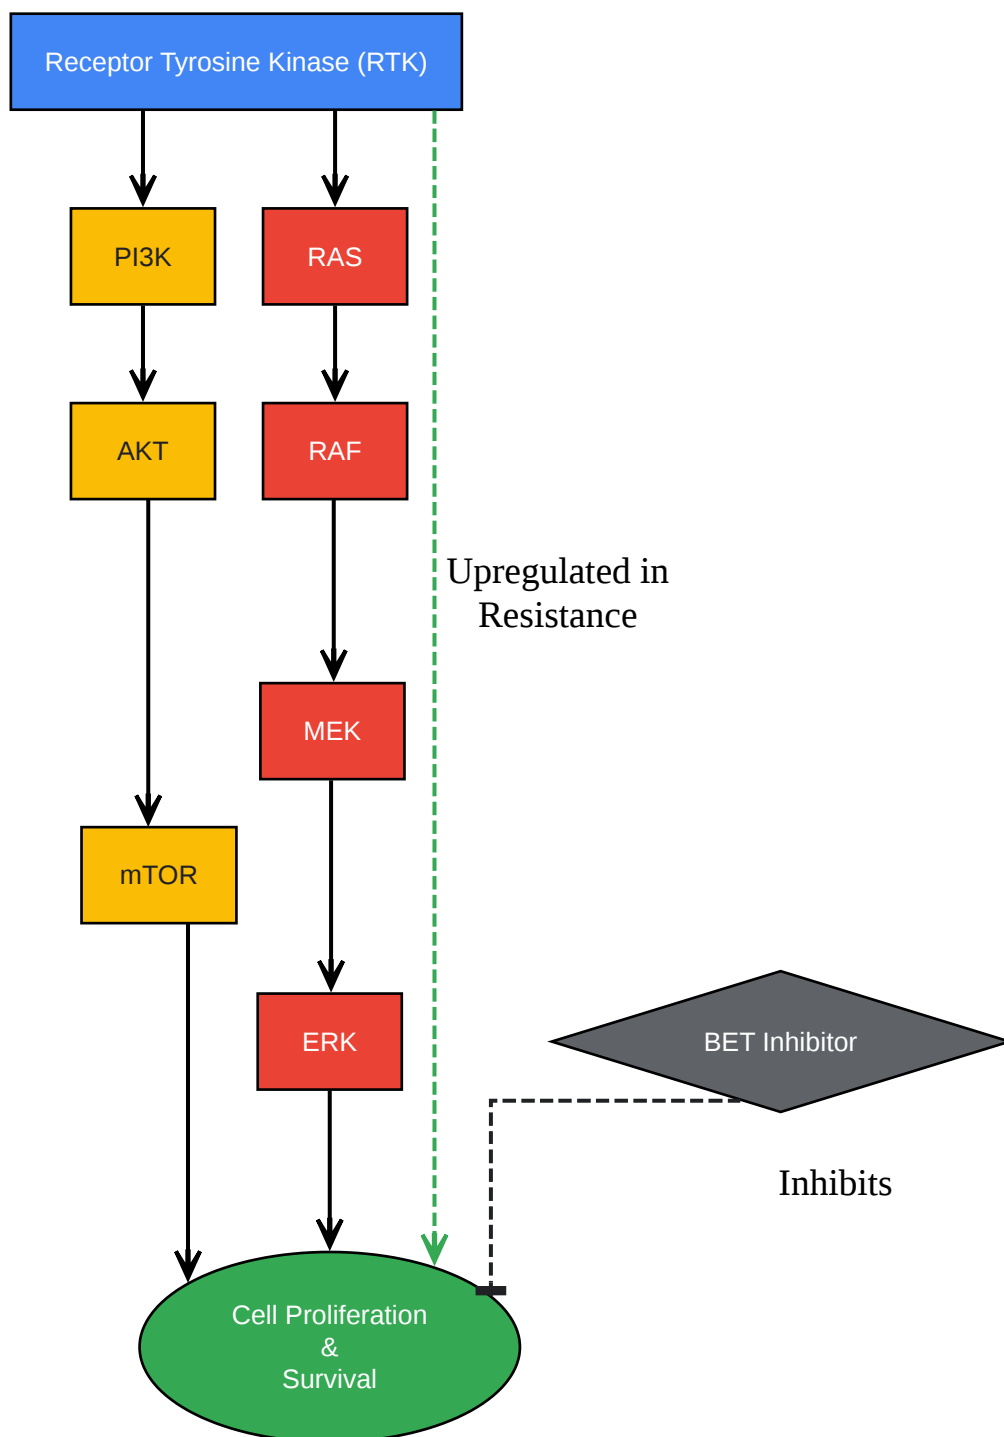 Receptor Tyrosine Kinase (RTK)
PI3K
RAS
AKT
RAF
Upregulated in
Resistance
MEK
mTOR
ERK
BET Inhibitor
Inhibits
Cell Proliferation
&
Survival